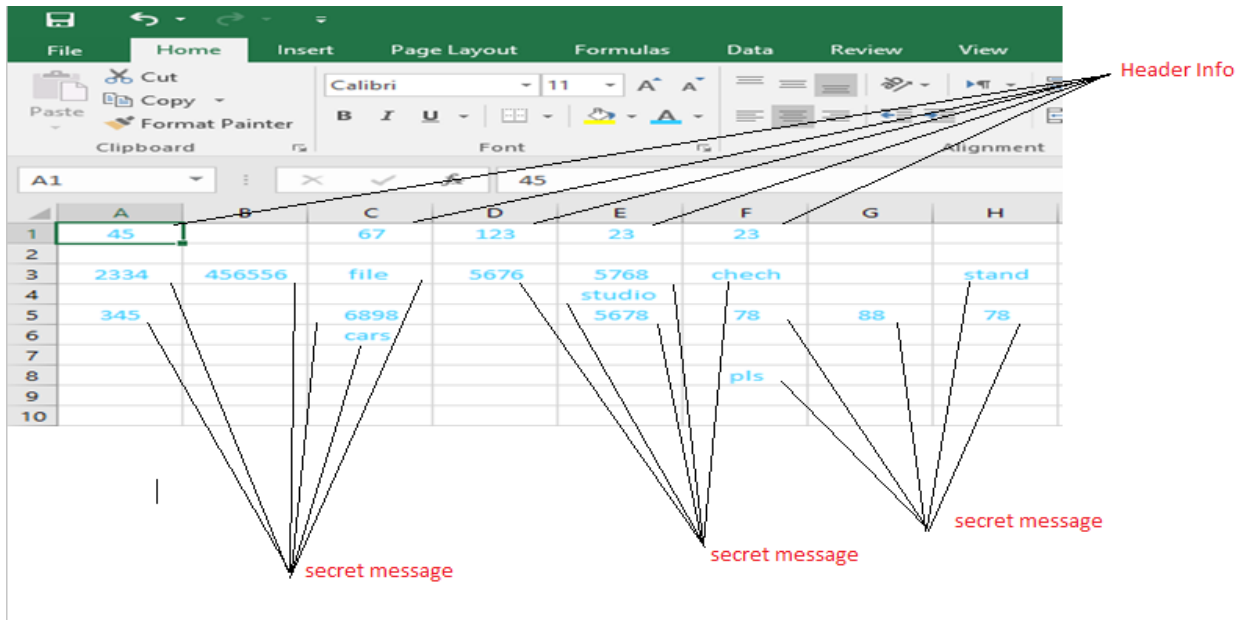 File Home Insert Page Layout Formulas Data Review View
Header Info
Cut
Calibri 11 A A
Paste Copy
Format Painter B I U A
Clipboard Font Alignment
A1 fx 45
A B C D E F G H
1 45 67 123 23 23
2
3 2334 456556 file 5676 5768 chech stand
4 studio
5 345 6898 5678 78 88 78
6 cars
7
8 pls
9
10
secret message
secret message
secret message